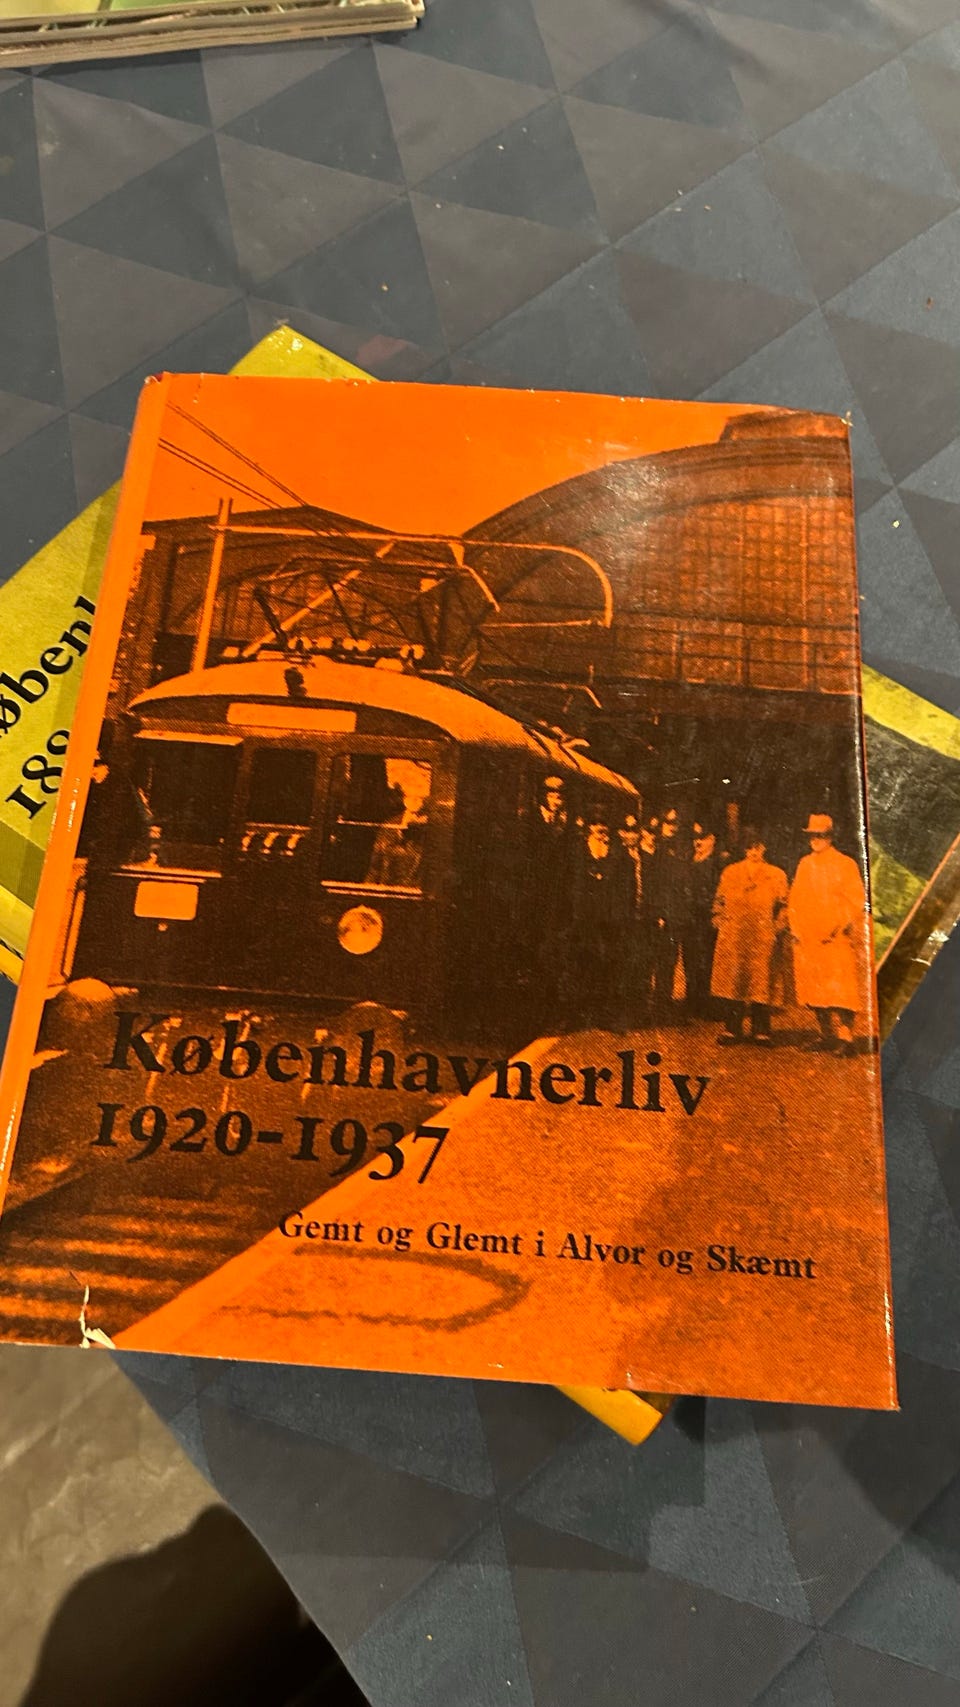 Københavnerliv
1920-1937
Gemt og Glemt i Alvor og Skæmt